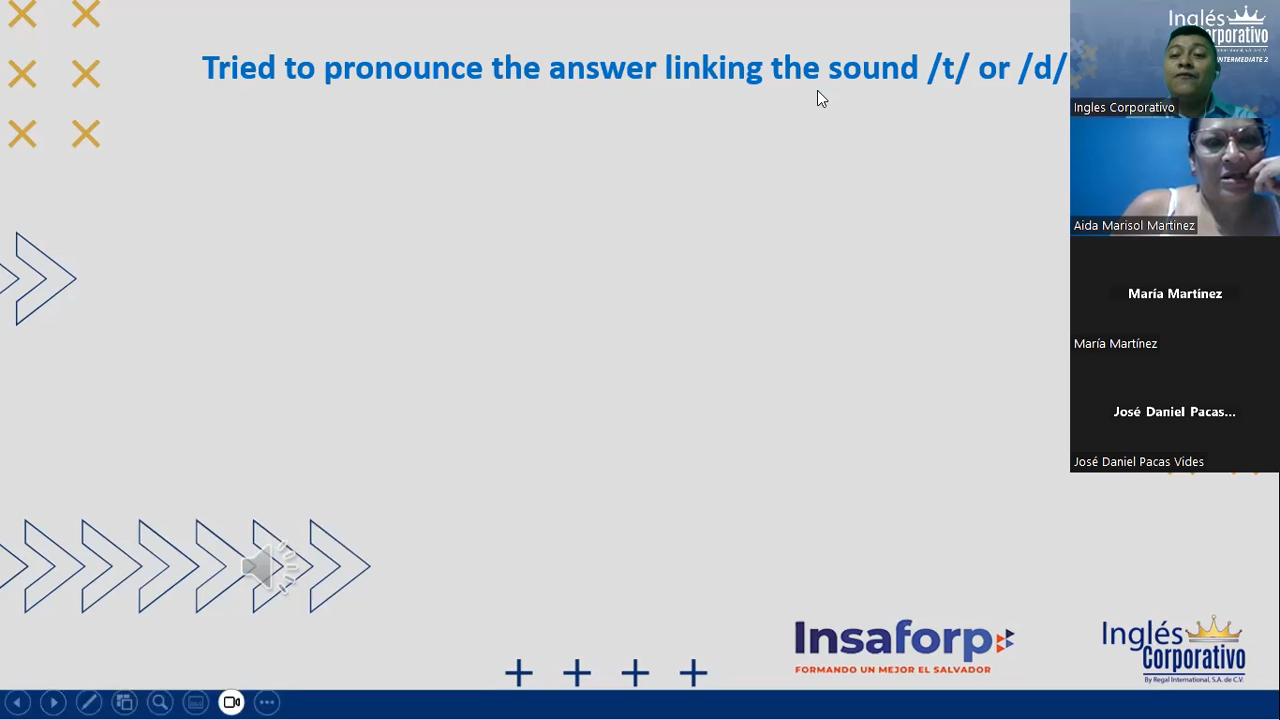 Tried to pronounce the answer linking the sound /t/ or /d/
Inglés
Corporativo
INTERMEDIATE 2
Ingles Corporativo
Aida Marisol Martinez
María Martínez
María Martínez
José Daniel Pacas...
José Daniel Pacas Vides
Insaforp
FORMANDO UN MEJOR EL SALVADOR
Inglés
Corporativo
By Regal International, S.A. de C.V.